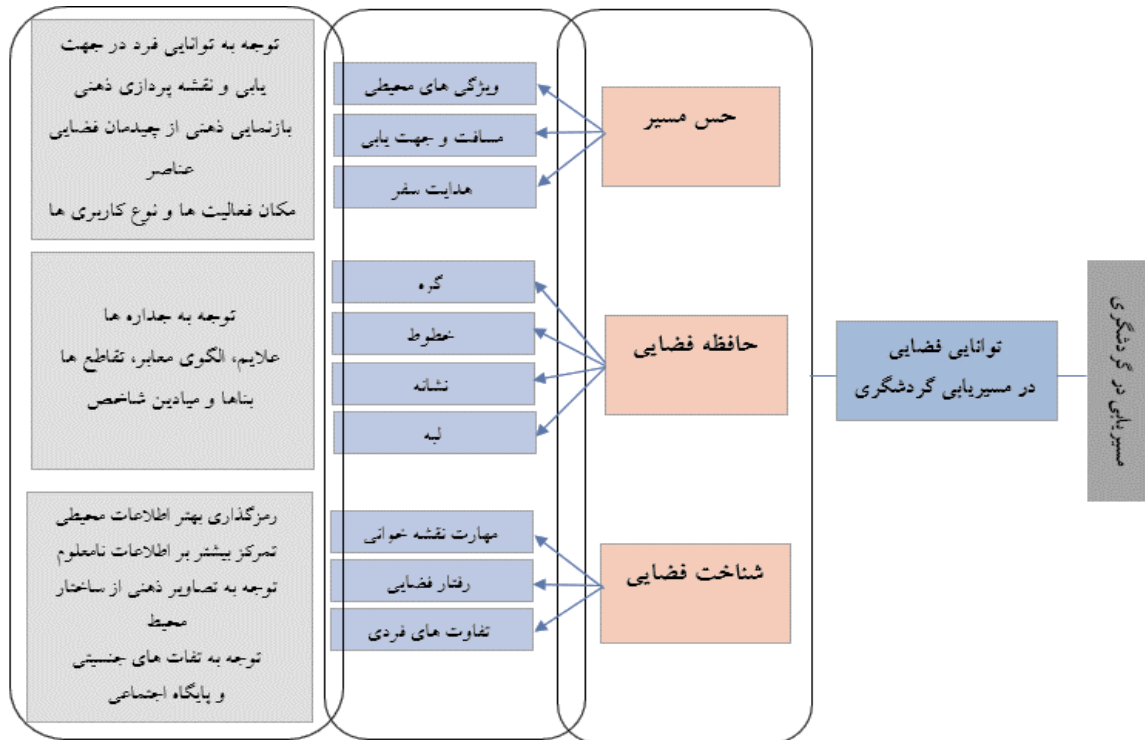 مسیریابی در گردشگری
توانایی فضایی
در مسیریابی گردشگری
حس مسیر
ویژگی های محیطی
مسافت و جهت یابی
هدایت سفر
توجه به توانایی فرد در جهت
یابی و نقشه پردازی ذهنی
بازنمایی ذهنی از چیدمان فضایی
عناصر
مکان فعالیت ها و نوع کاربری ها
حافظه فضایی
گره
خطوط
نشانه
لبه
توجه به جداره ها
علایم، الگوی معابر، تقاطع ها
بناها و میادین شاخص
شناخت فضایی
مهارت نقشه خوانی
رفتار فضایی
تفاوت های فردی
رمزگذاری بهتر اطلاعات محیطی
تمرکز بیشتر بر اطلاعات نامعلوم
توجه به تصاویر ذهنی از ساختار
محیط
توجه به تفات های جنسیتی
و پایگاه اجتماعی